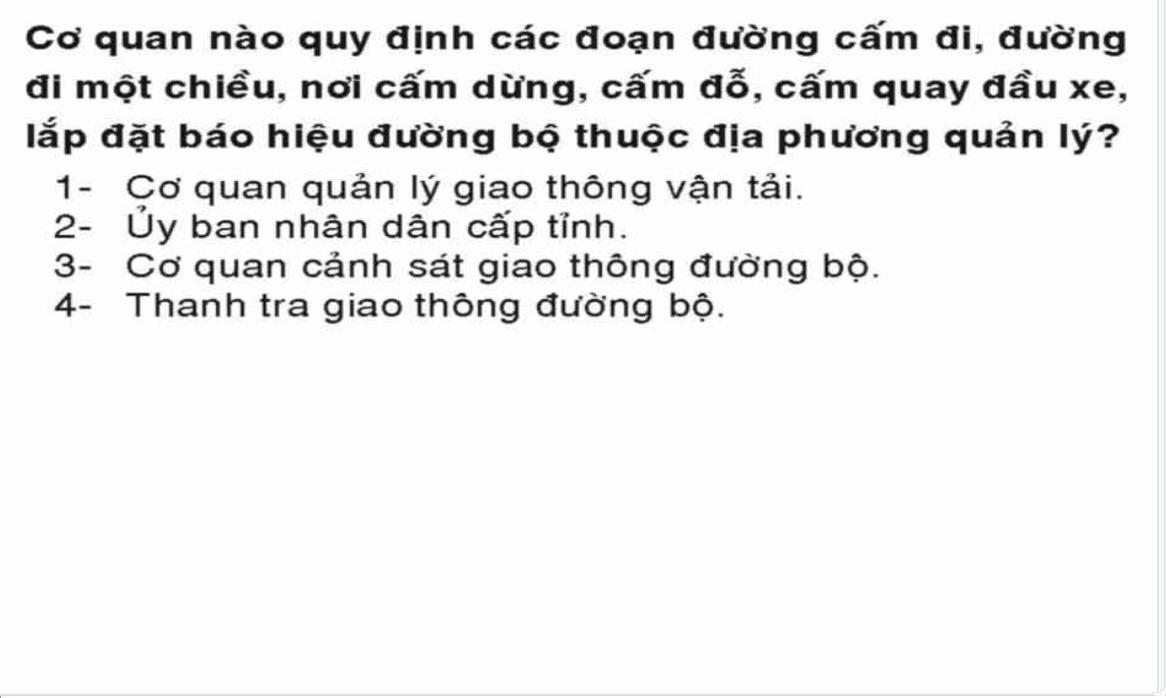 Cơ quan nào quy định các đoạn đường cấm đi, đường
đi một chiều, nơi cấm dừng, cấm đỗ, cấm quay đầu xe,
lắp đặt báo hiệu đường bộ thuộc địa phương quản lý?
1- Cơ quan quản lý giao thông vận tải.
2- Ủy ban nhân dân cấp tỉnh.
3- Cơ quan cảnh sát giao thông đường bộ.
4- Thanh tra giao thông đường bộ.